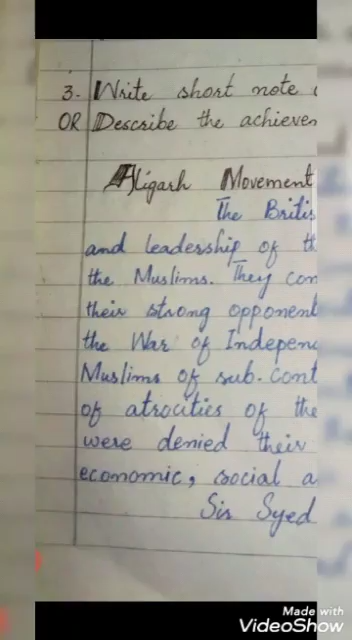 3. Write short note
OR Describe the achieve
Aligarh Movement
The Britis
and leadership of th
the Muslims. They con
their strong opponent
the War of Indepen
Muslims of sub-cont
of atrocities of the
were denied their
economic, social a
Sir Syed
Made with
VideoShow